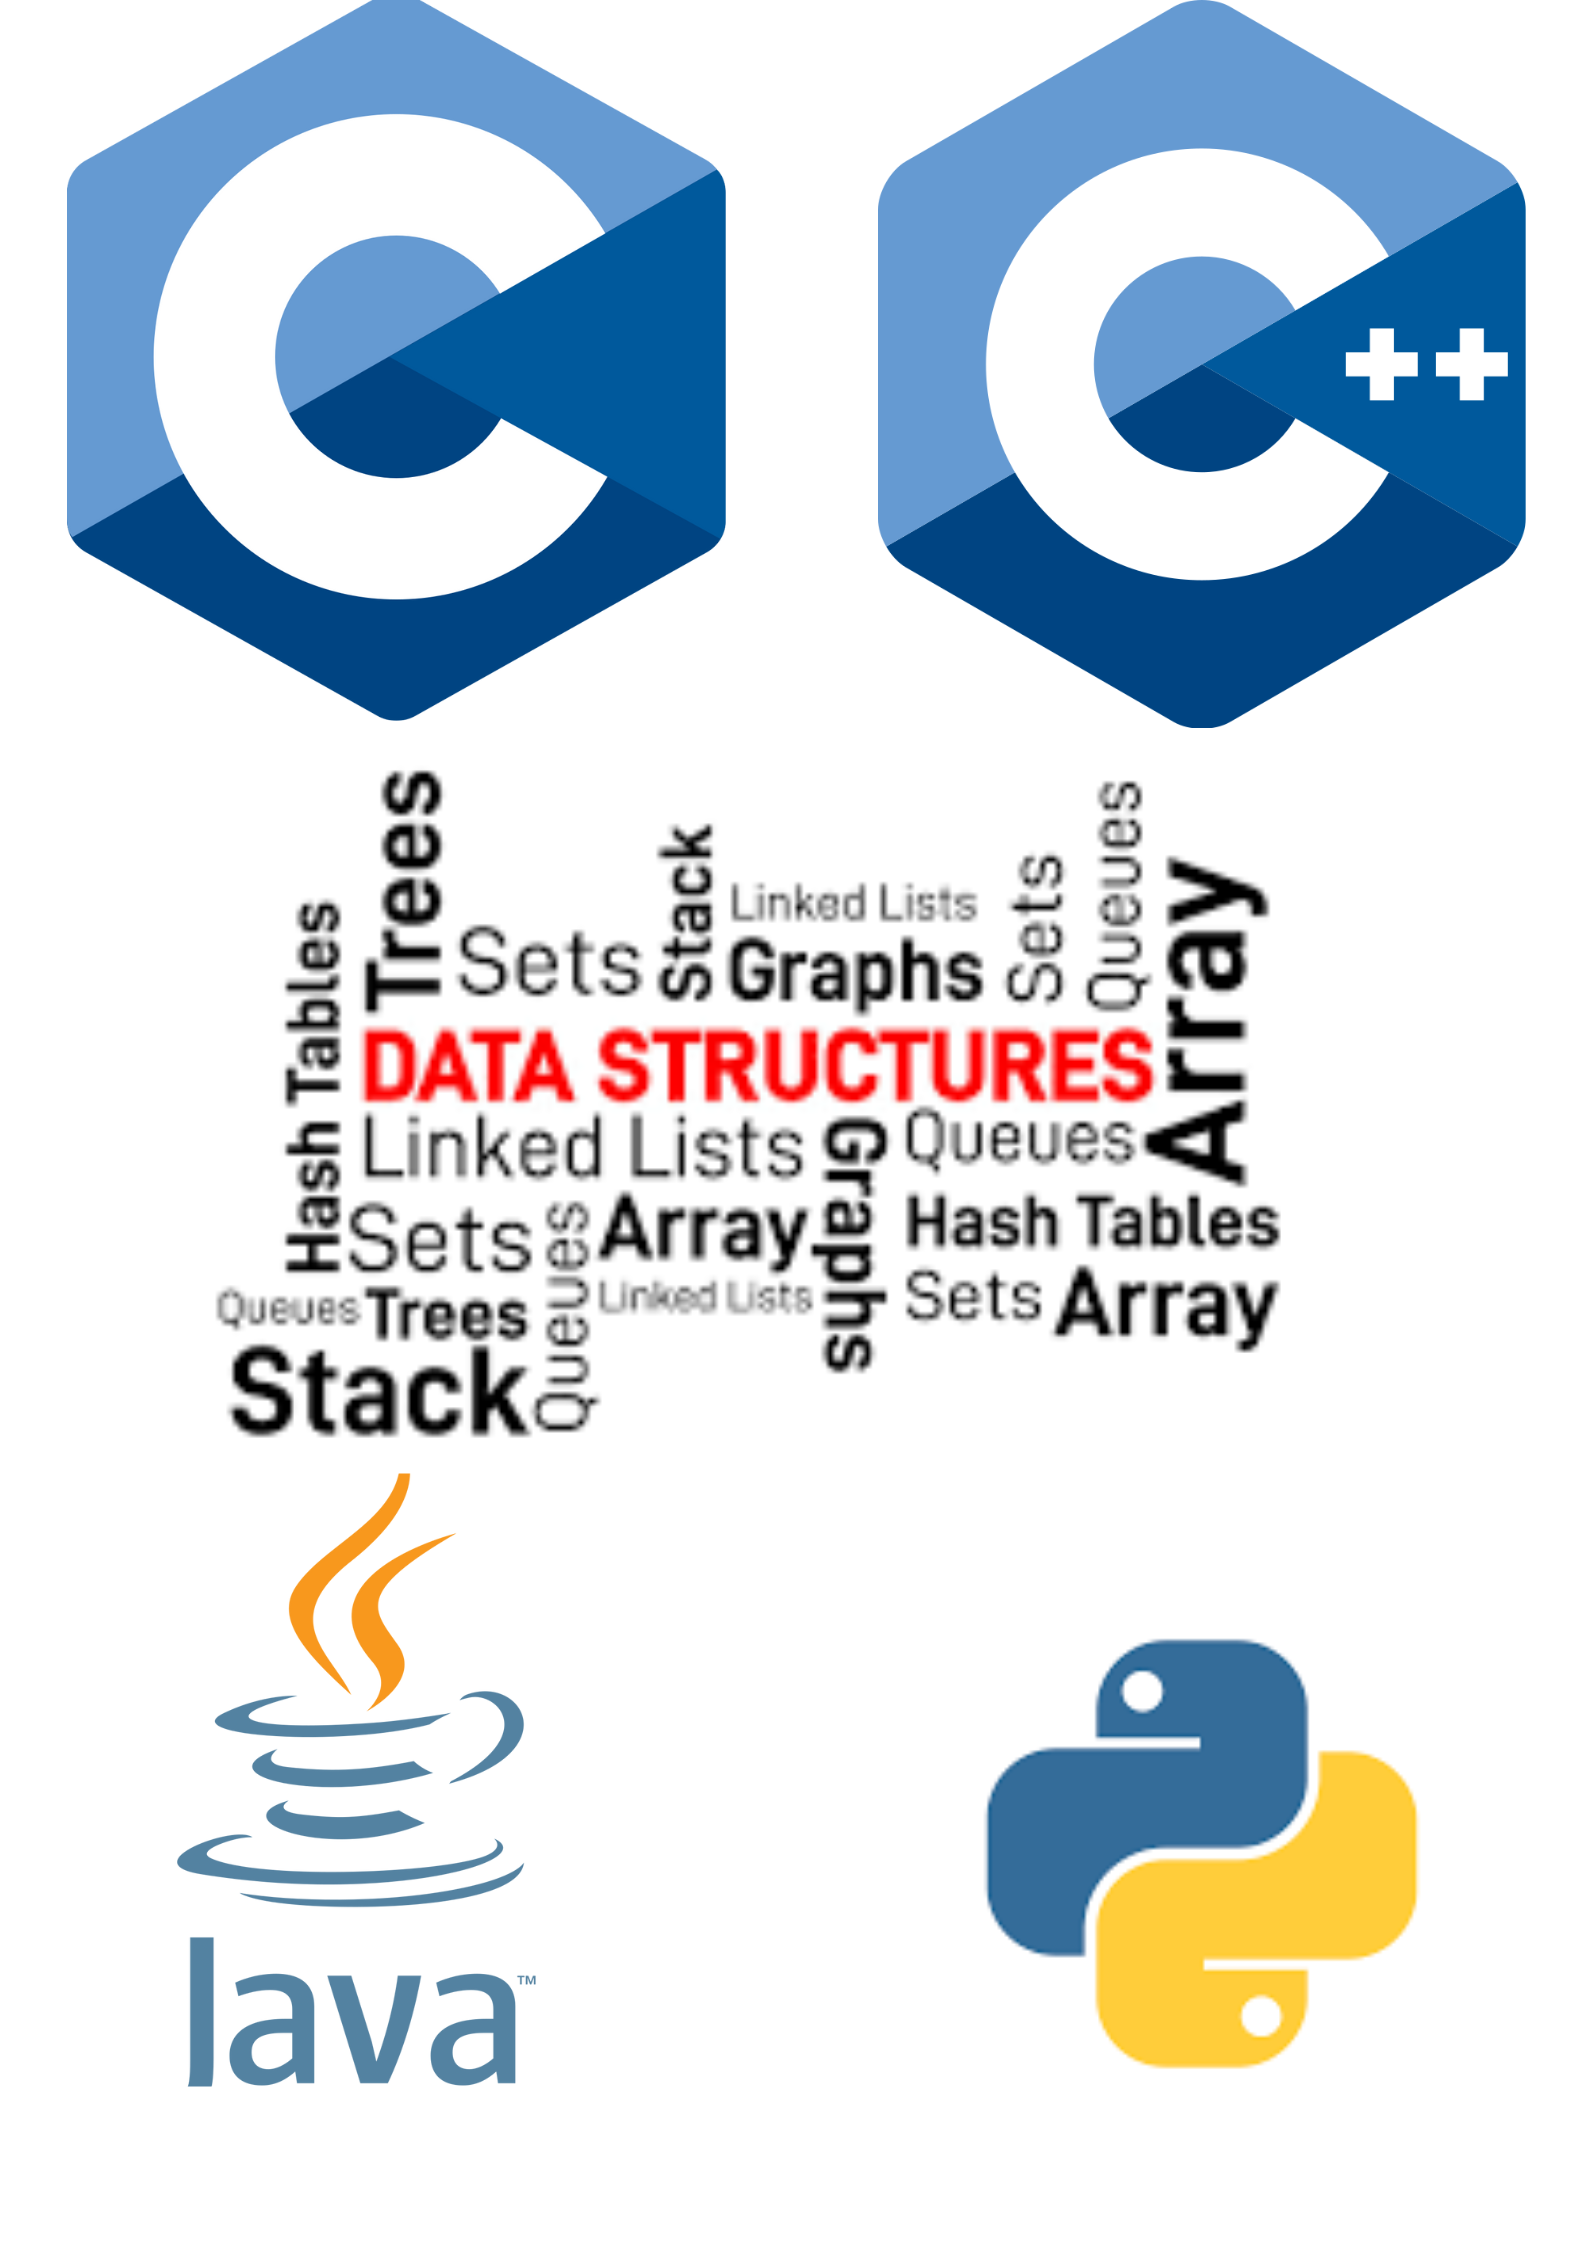 C
C++
Trees
Stack
Linked Lists
Sets
Queues
Array
Hash Tables
Sets
Graphs
DATA STRUCTURES
Linked Lists
Graphs
Queues
Sets
Queues
Array
Hash Tables
Queues
Trees
Linked Lists
Sets
Array
Stack
Java™